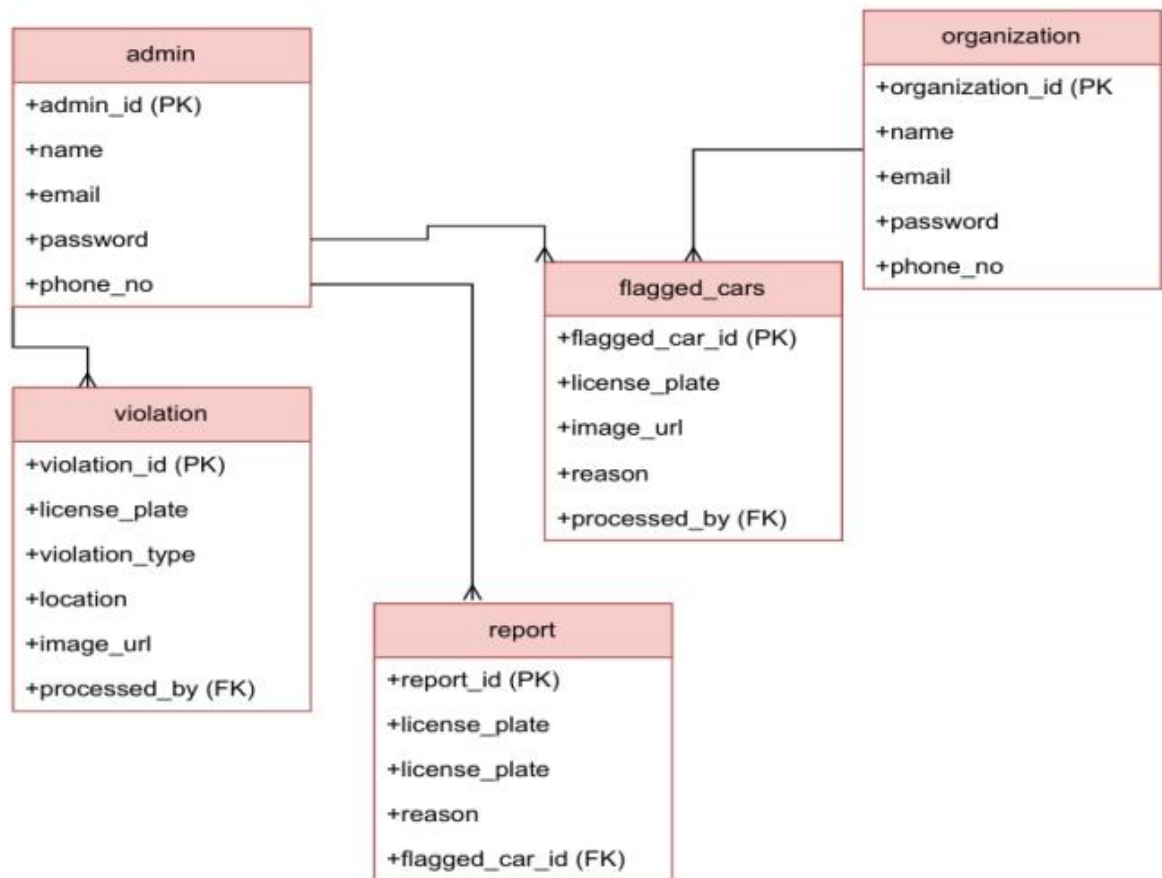 admin
+admin_id (PK)
+name
+email
+password
+phone_no
organization
+organization_id (PK
+name
+email
+password
+phone_no
flagged_cars
+flagged_car_id (PK)
+license_plate
+image_url
+reason
+processed_by (FK)
violation
+violation_id (PK)
+license_plate
+violation_type
+location
+image_url
+processed_by (FK)
report
+report_id (PK)
+license_plate
+license_plate
+reason
+flagged_car_id (FK)